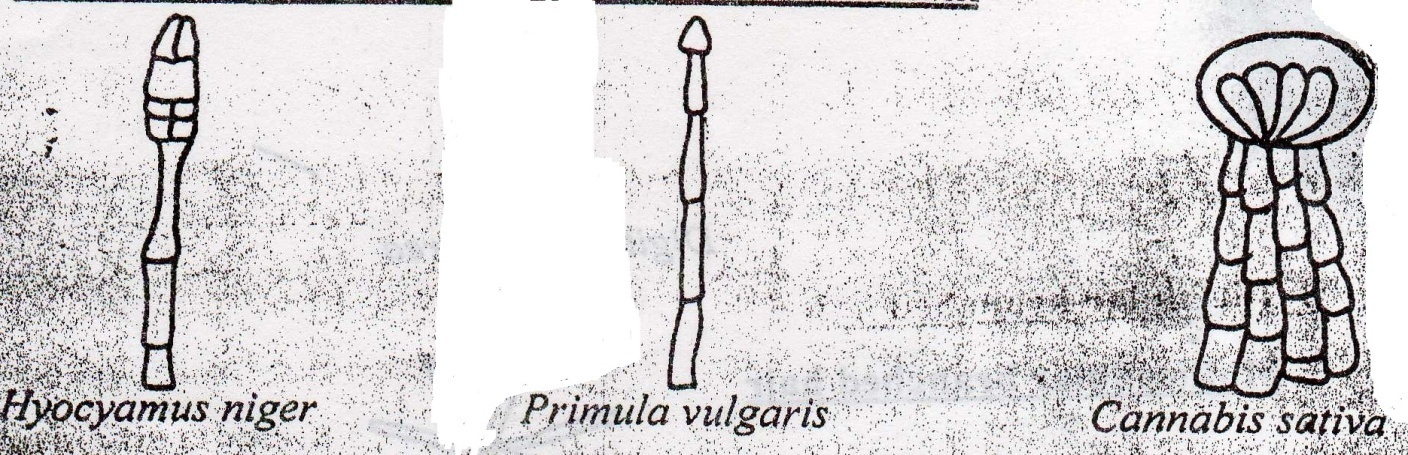 Hyocyamus niger
Primula vulgaris
Cannabis sativa